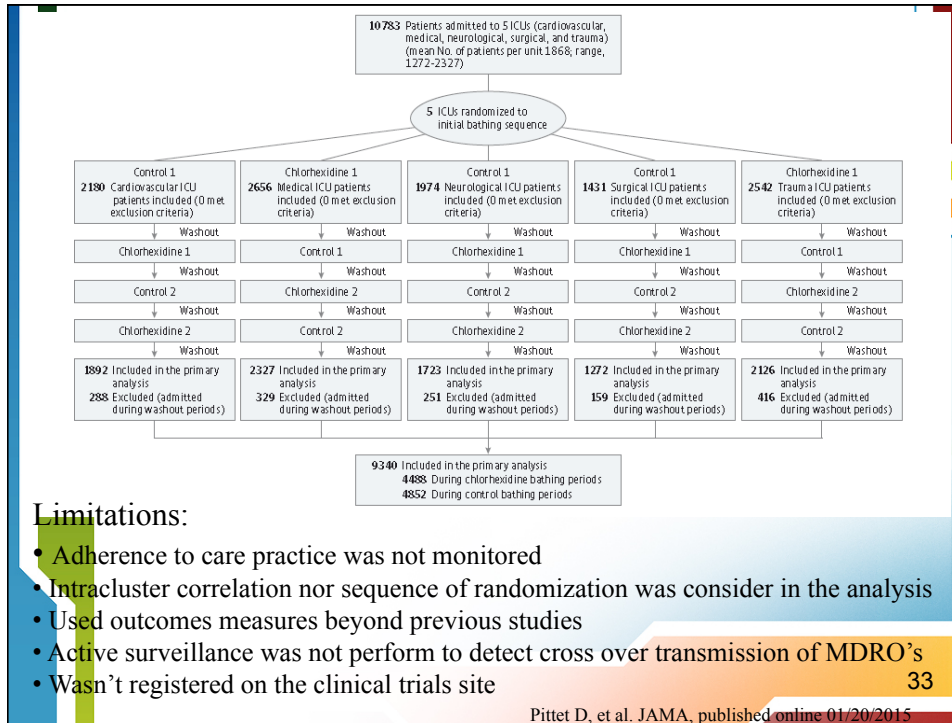 10783 Patients admitted to 5 ICUs (cardiovascular,
medical, neurological, surgical, and trauma)
(mean No. of patients per unit 1868; range,
1272-2327)
5 ICUs randomized to
initial bathing sequence
Control 1
2180 Cardiovascular ICU
patients included (0 met
exclusion criteria)
Washout
Chlorhexidine 1
Washout
Control 2
Washout
Chlorhexidine 2
Washout
1892 Included in the primary
analysis
288 Excluded (admitted
during washout periods)
Chlorhexidine 1
2656 Medical ICU patients
included (0 met exclusion
criteria)
Washout
Control 1
Washout
Chlorhexidine 2
Washout
Control 2
Washout
2327 Included in the primary
analysis
329 Excluded (admitted
during washout periods)
Control 1
1974 Neurological ICU patients
included (0 met exclusion
criteria)
Washout
Chlorhexidine 1
Washout
Control 2
Washout
Chlorhexidine 2
Washout
1723 Included in the primary
analysis
251 Excluded (admitted
during washout periods)
Control 1
1431 Surgical ICU patients
included (0 met exclusion
criteria)
Washout
Chlorhexidine 1
Washout
Control 2
Washout
Chlorhexidine 2
Washout
1272 Included in the primary
analysis
159 Excluded (admitted
during washout periods)
Chlorhexidine 1
2542 Trauma ICU patients
included (0 met exclusion
criteria)
Washout
Control 1
Washout
Chlorhexidine 2
Washout
Control 2
Washout
2126 Included in the primary
analysis
416 Excluded (admitted
during washout periods)
9340 Included in the primary analysis
4488 During chlorhexidine bathing periods
4852 During control bathing periods
Limitations:
• Adherence to care practice was not monitored
• Intracluster correlation nor sequence of randomization was consider in the analysis
• Used outcomes measures beyond previous studies
• Active surveillance was not perform to detect cross over transmission of MDRO’s
• Wasn’t registered on the clinical trials site
33
Pittet D, et al. JAMA, published online 01/20/2015